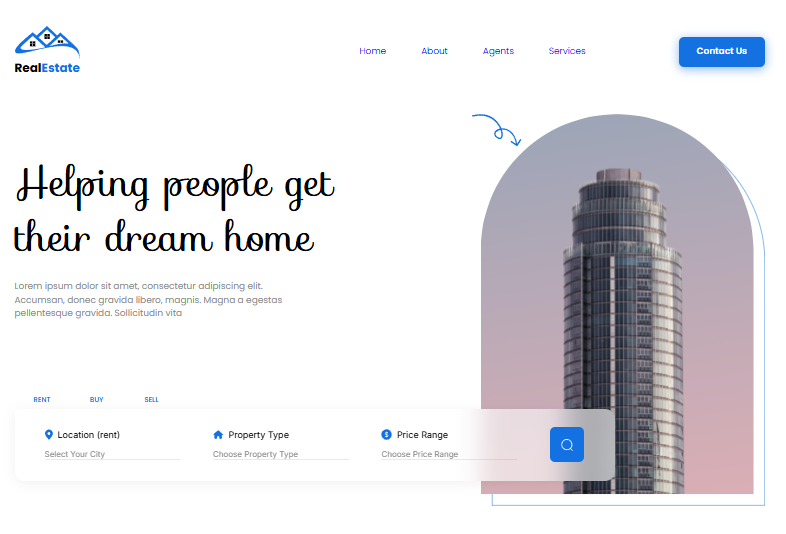 RealEstate
Home About Agents Services
Contact Us
Helping people get
their dream home
Lorem ipsum dolor sit amet, consectetur adipiscing elit.
Accumsan, donec gravida libero, magnis. Magna a egestas
pellentesque gravida. Sollicitudin vita
RENT BUY SELL
Location (rent) Property Type Price Range
Select Your City Choose Property Type Choose Price Range